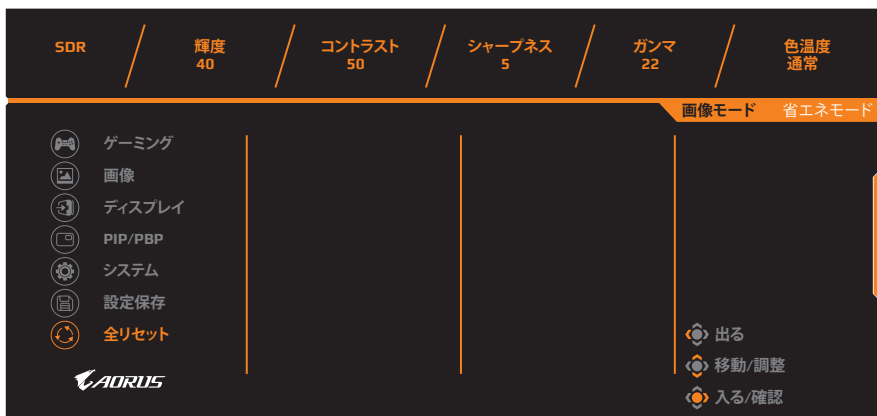 SDR
輝度
40
コントラスト
50
シャープネス
5
ガンマ
22
色温度
通常
画像モード 省エネモード
ゲーミング
画像
ディスプレイ
PIP/PBP
システム
設定保存
全リセット
AORUS
出る
移動/調整
入る/確認